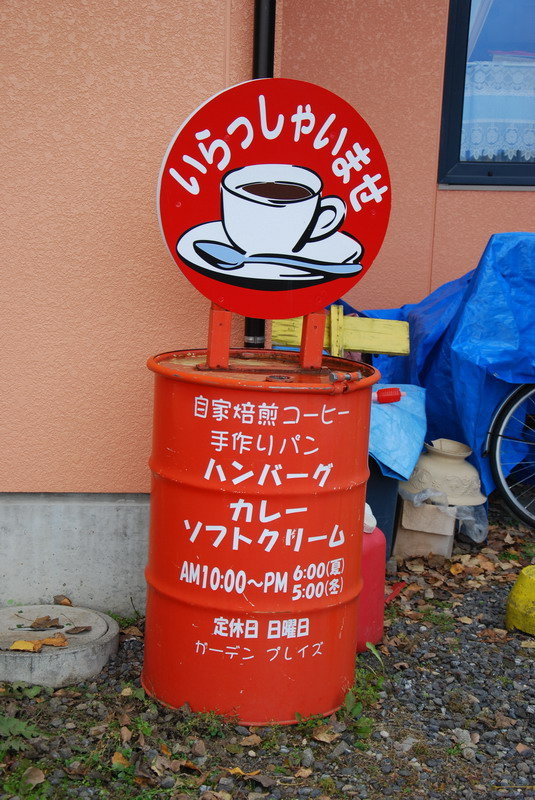 いらっしゃいませ
自家焙煎コーヒー
手作りパン
ハンバーグ
カレー
ソフトクリーム
AM10:00～PM 6:00(夏)
5:00(冬)
定休日 日曜日
ガーデン プレイズ